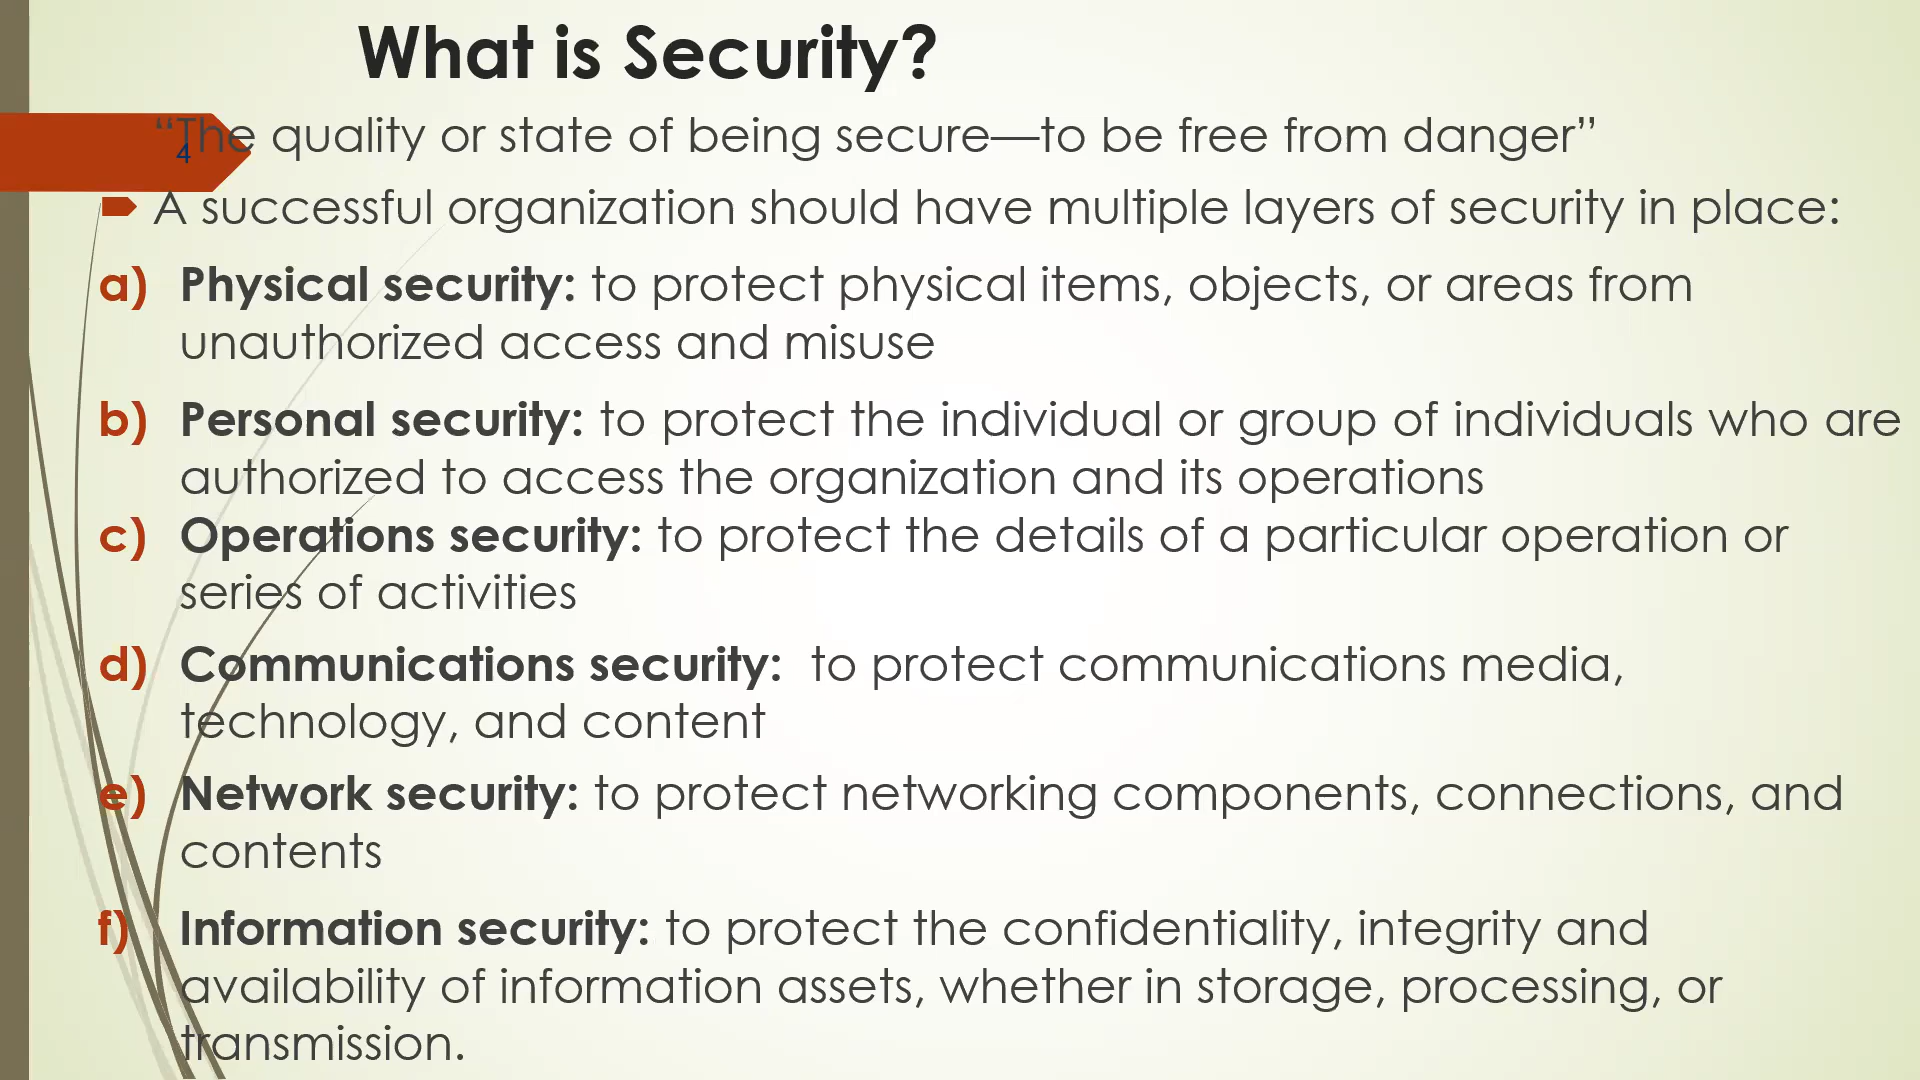 What is Security?
“The quality or state of being secure—to be free from danger”
4
A successful organization should have multiple layers of security in place:
a) Physical security: to protect physical items, objects, or areas from
unauthorized access and misuse
b) Personal security: to protect the individual or group of individuals who are
authorized to access the organization and its operations
c) Operations security: to protect the details of a particular operation or
series of activities
d) Communications security:  to protect communications media,
technology, and content
e) Network security: to protect networking components, connections, and
contents
f) Information security: to protect the confidentiality, integrity and
availability of information assets, whether in storage, processing, or
transmission.